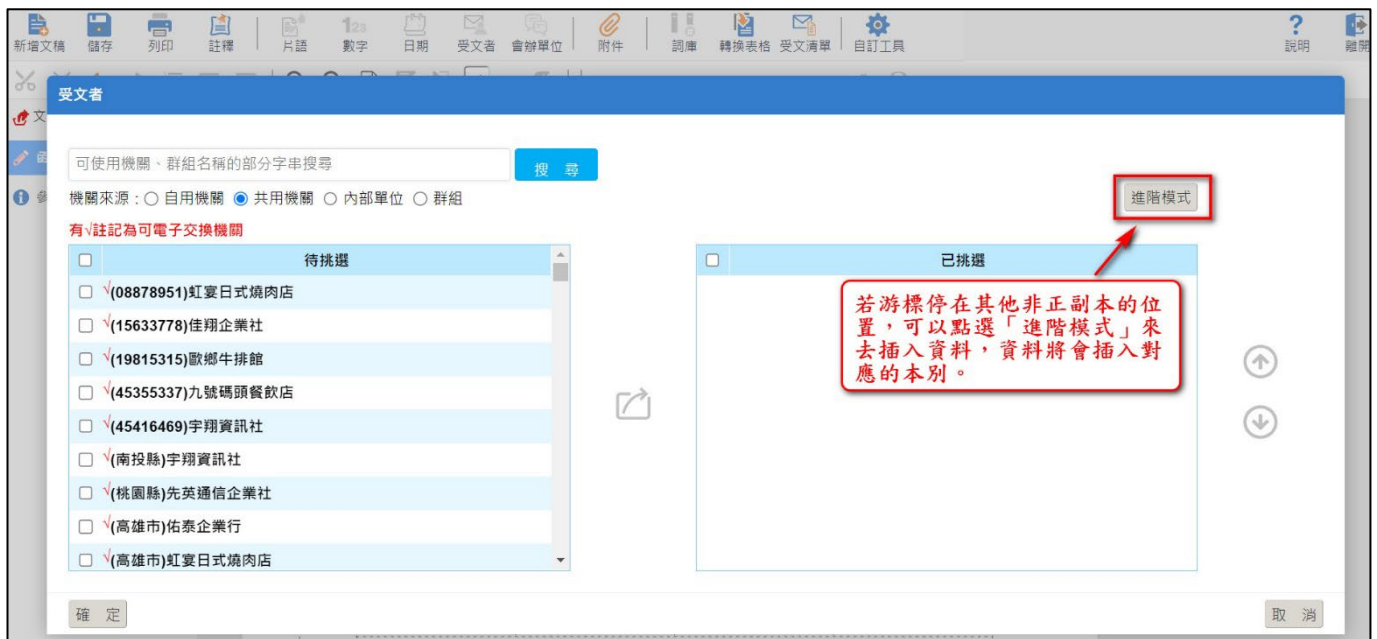 新增文稿 儲存 列印 註釋 片語 數字 日期 受文者 會辦單位 附件 詞庫 轉換表格 受文清單 自訂工具 說明 離開
受文者
文
可使用機關、群組名稱的部分字串搜尋
搜 尋
機關來源：自用機關 共用機關 內部單位 群組
進階模式
有√註記為可電子交換機關
待挑選
√(08878951)虹宴日式燒肉店
√(15633778)佳翔企業社
√(19815315)歐鄉牛排館
√(45355337)九號碼頭餐飲店
√(45416469)宇翔資訊社
√(南投縣)宇翔資訊社
√(桃園縣)先英通信企業社
√(高雄市)佑泰企業行
√(高雄市)虹宴日式燒肉店
已挑選
若游標停在其他非正副本的位
置，可以點選「進階模式」來
去插入資料，資料將會插入對
應的本別。
確 定
取 消